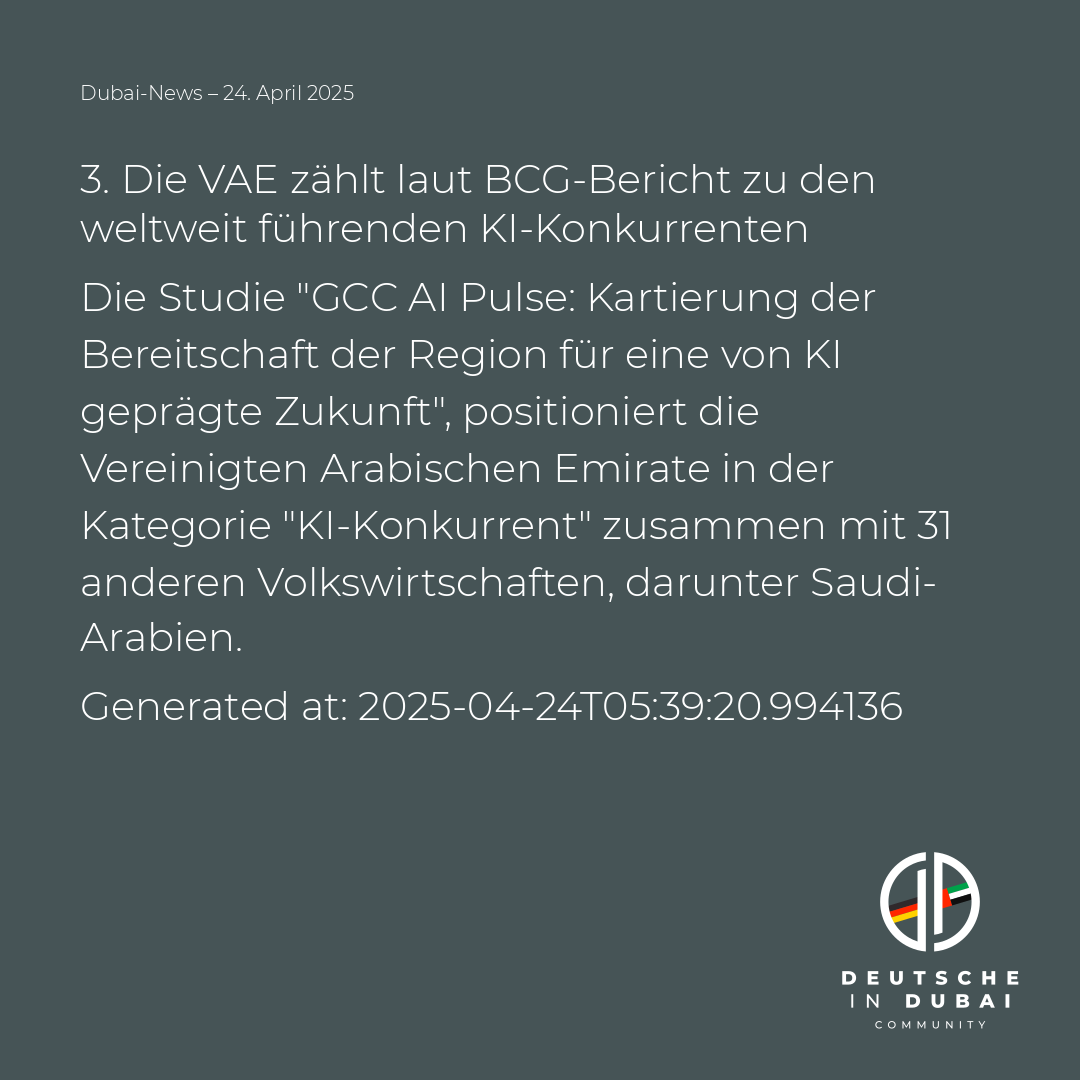 Dubai-News – 24. April 2025
3. Die VAE zählt laut BCG-Bericht zu den
weltweit führenden KI-Konkurrenten
Die Studie "GCC AI Pulse: Kartierung der
Bereitschaft der Region für eine von KI
geprägte Zukunft", positioniert die
Vereinigten Arabischen Emirate in der
Kategorie "KI-Konkurrent" zusammen mit 31
anderen Volkswirtschaften, darunter Saudi-
Arabien.
Generated at: 2025-04-24T05:39:20.994136
DEUTSCHE
IN DUBAI
COMMUNITY